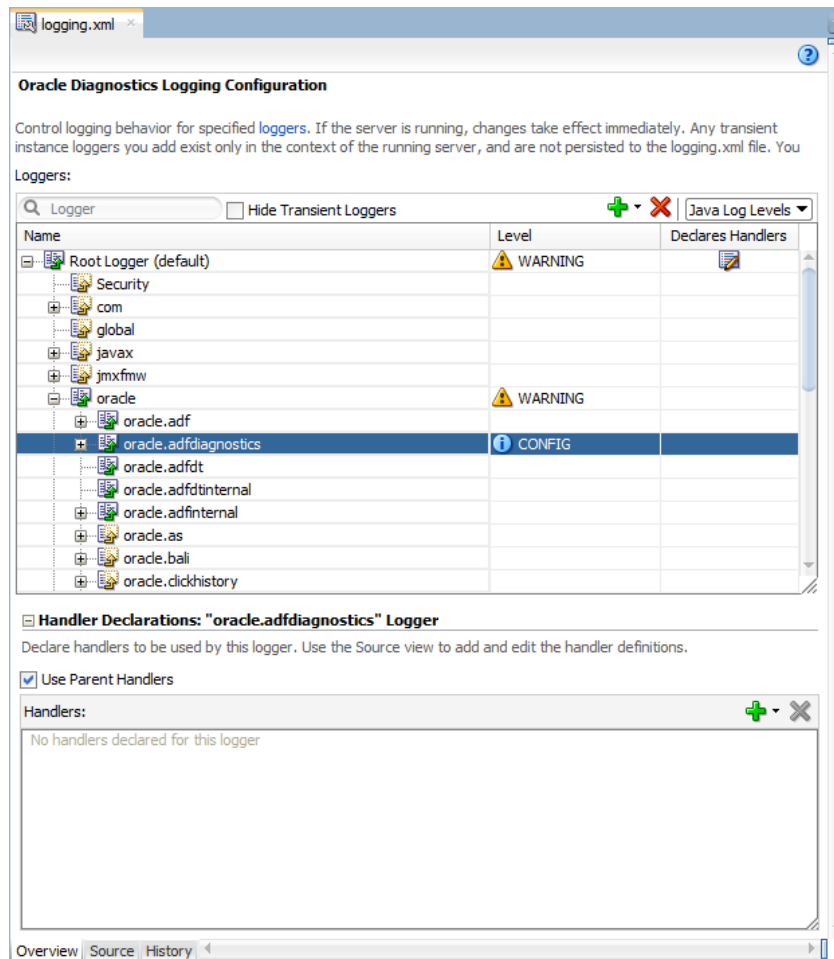 logging.xml
Oracle Diagnostics Logging Configuration
Control logging behavior for specified loggers. If the server is running, changes take effect immediately. Any transient
instance loggers you add exist only in the context of the running server, and are not persisted to the logging.xml file. You
Loggers:
Logger Hide Transient Loggers Java Log Levels
Name Level Declares Handlers
Root Logger (default) WARNING
Security
com
global
javax
jmxfmw
oracle WARNING
oracle.adf
oracle.adfdiagnostics CONFIG
oracle.adfdt
oracle.adfdtinternal
oracle.adfinternal
oracle.as
oracle.bali
oracle.clickhistory
Handler Declarations: "oracle.adfdiagnostics" Logger
Declare handlers to be used by this logger. Use the Source view to add and edit the handler definitions.
Use Parent Handlers
Handlers:
No handlers declared for this logger
Overview Source History